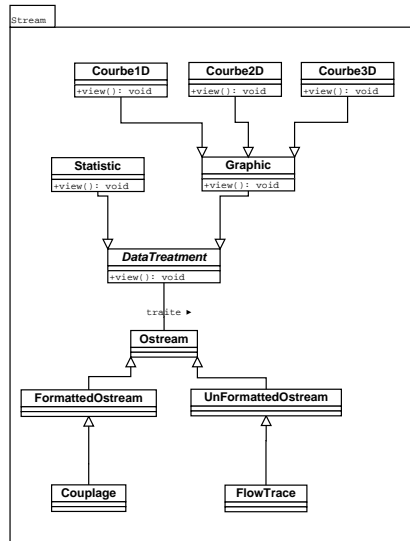 Stream
Courbe1D
+view(): void
Courbe2D
+view(): void
Courbe3D
+view(): void
Statistic
+view(): void
Graphic
+view(): void
DataTreatment
+view(): void
traite ►
Ostream
FormattedOstream
UnFormattedOstream
Couplage
FlowTrace